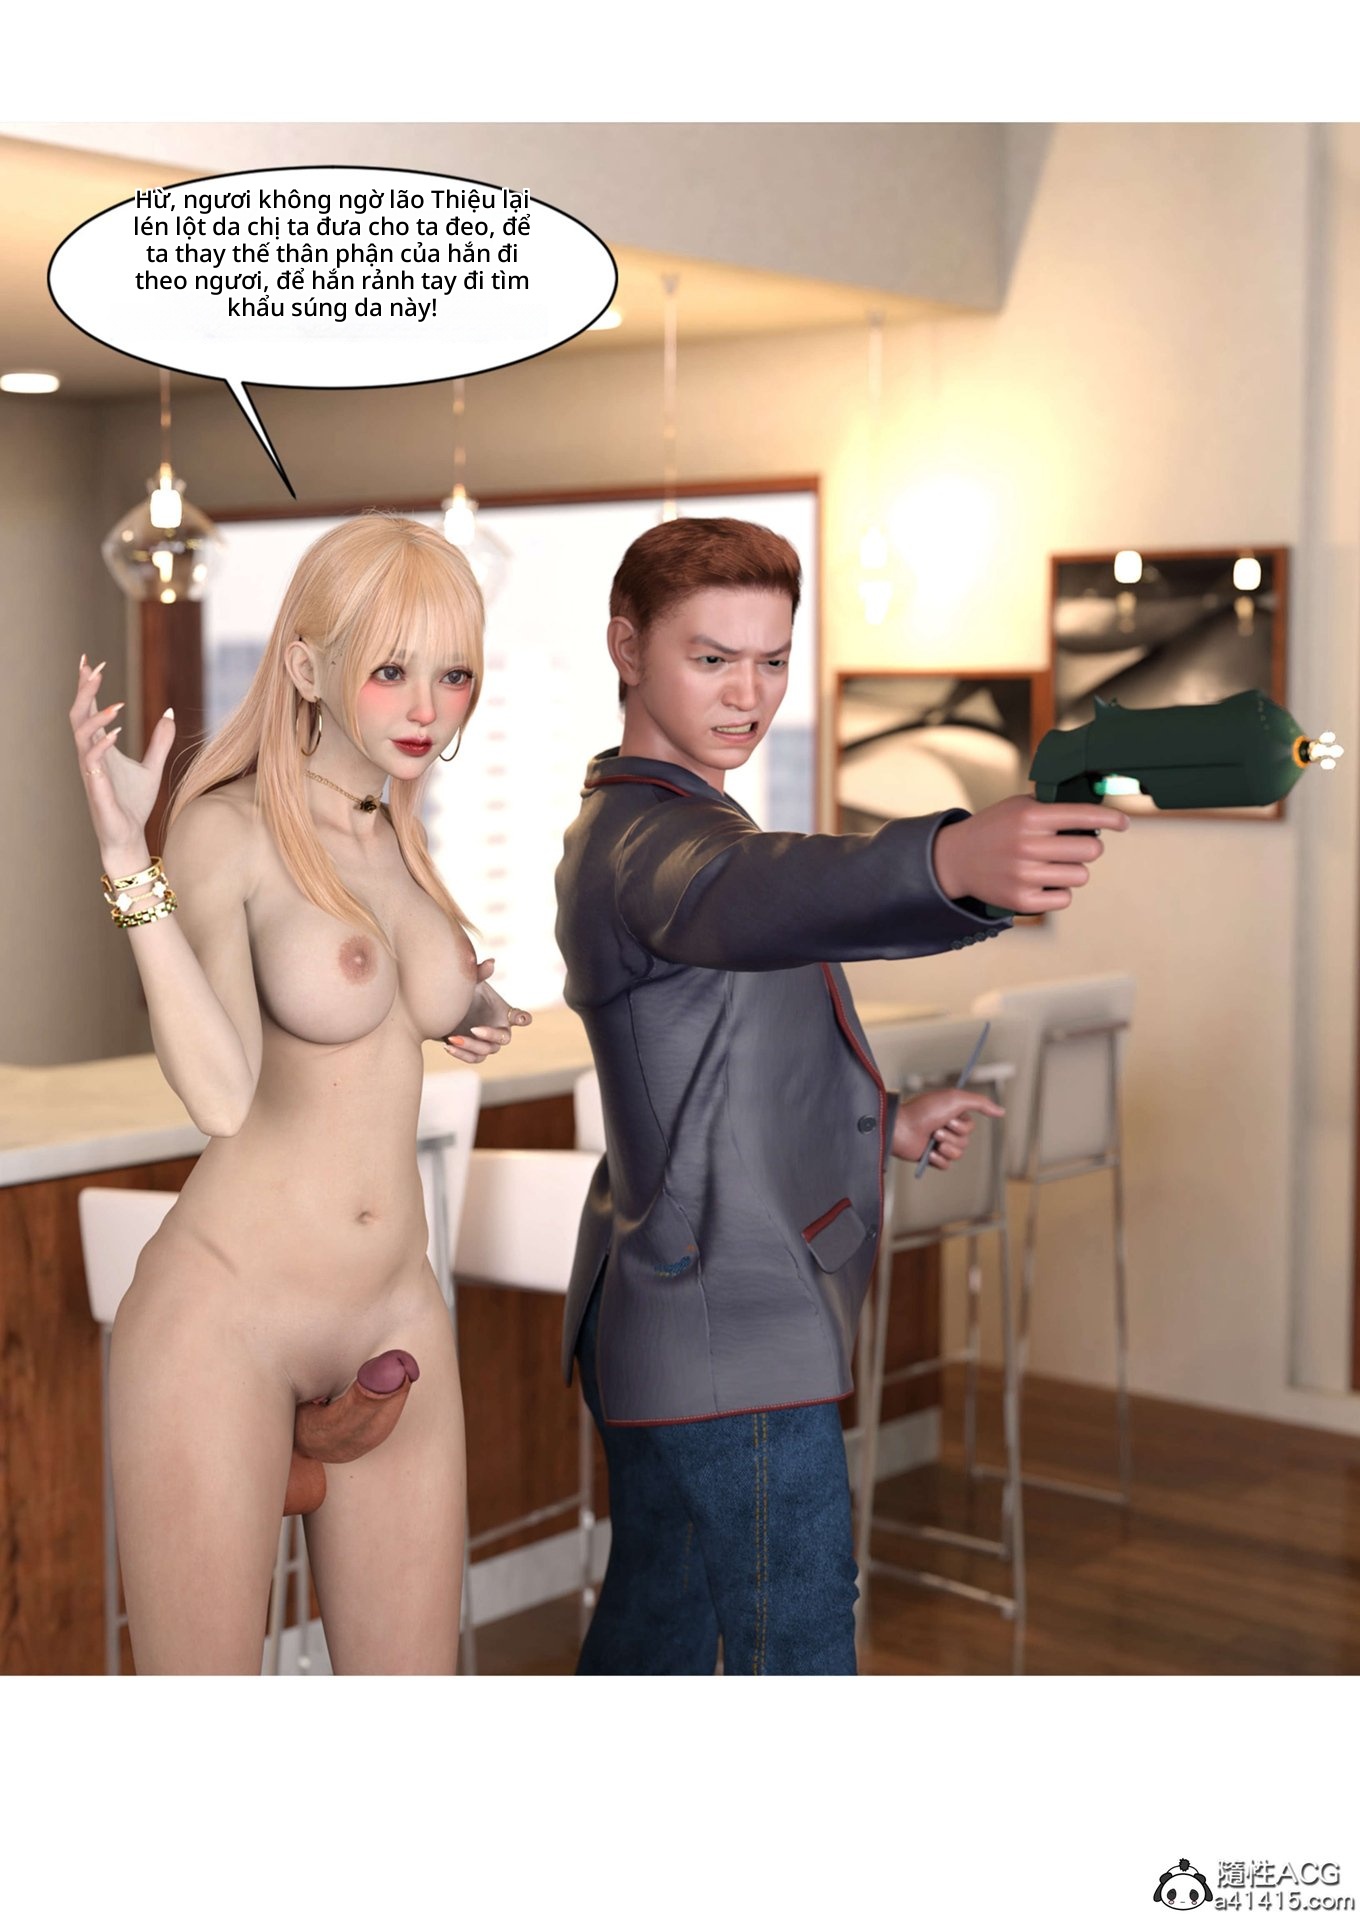 Hừ, ngươi không ngờ lão Thiệu lại
lén lột da chị ta đưa cho ta đeo, để
ta thay thế thân phận của hắn đi
theo ngươi, để hắn rảnh tay đi tìm
khẩu súng da này!
隨性ACG
a41415.com